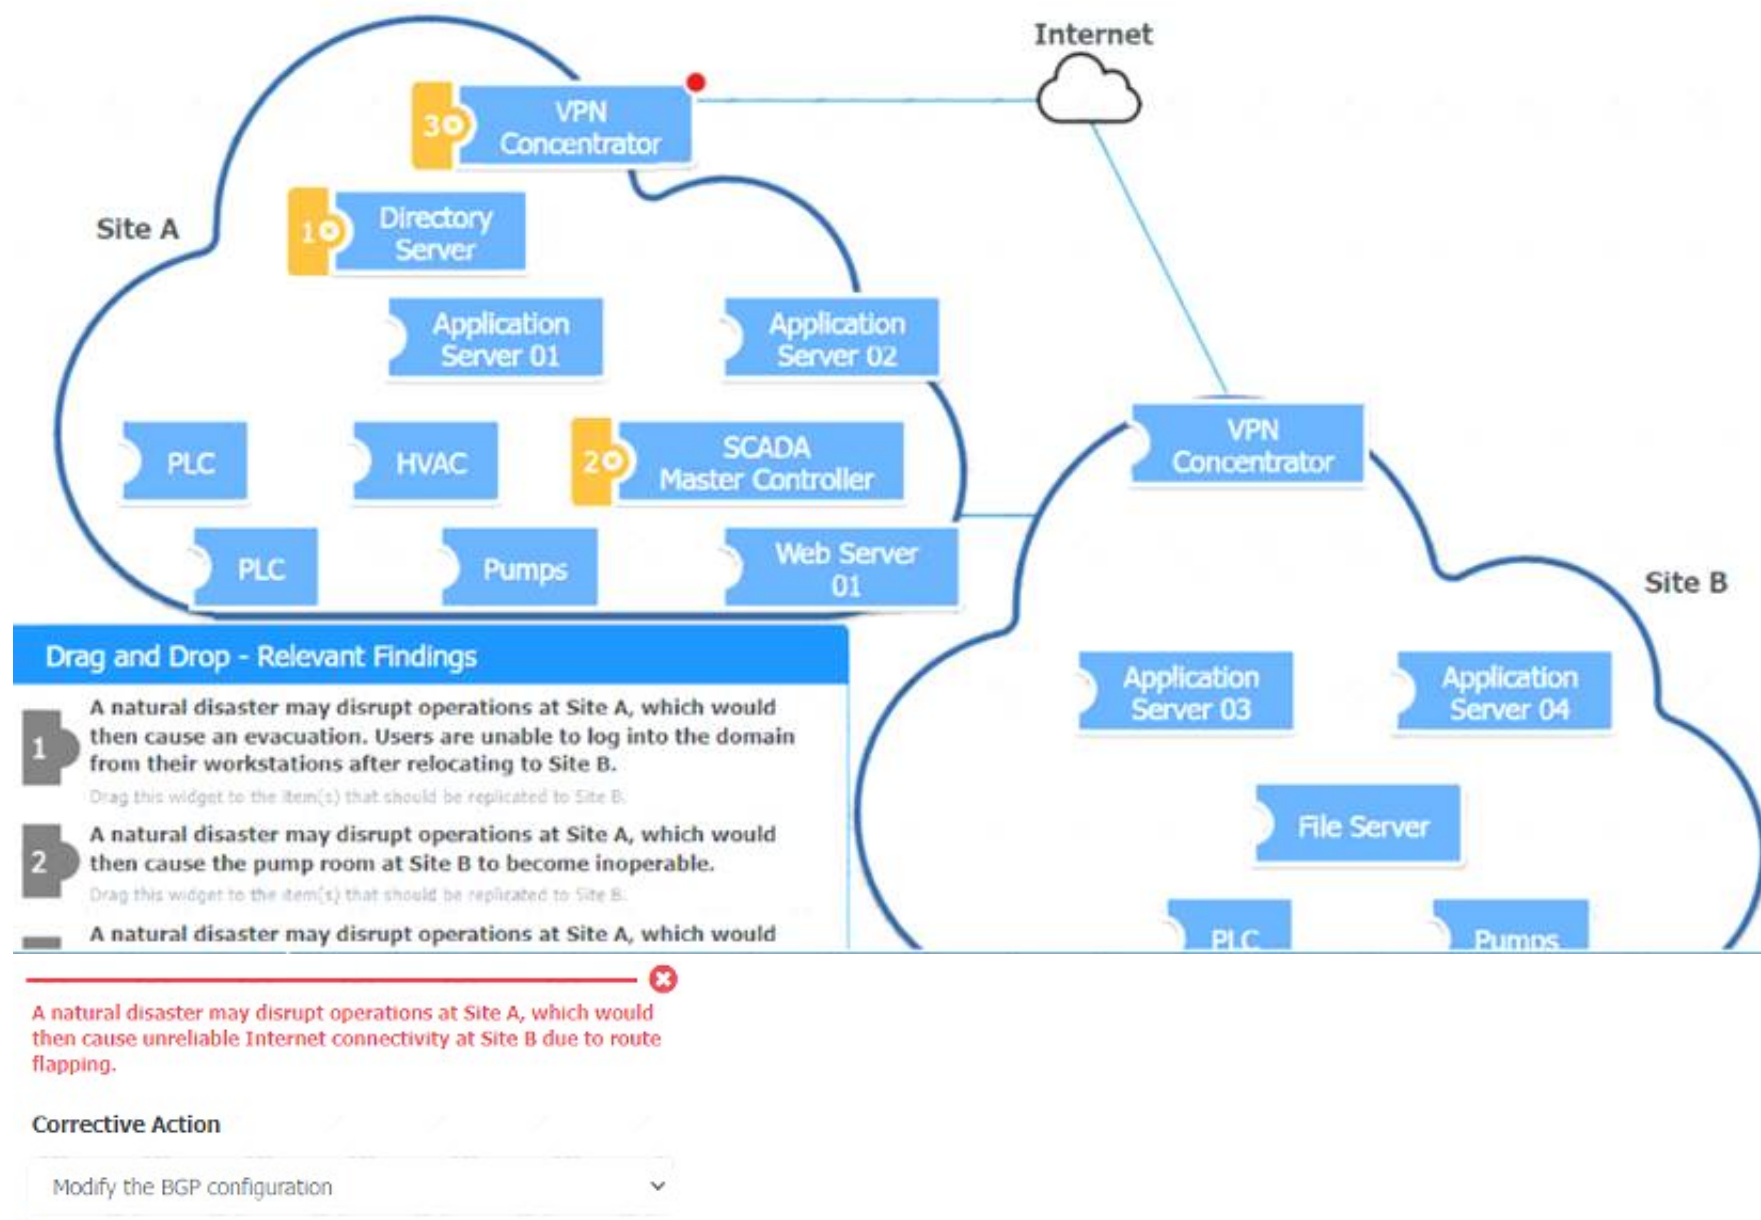 Internet
3
VPN
Concentrator
Site A
1
Directory
Server
Application
Server 01
Application
Server 02
PLC
HVAC
2
SCADA
Master Controller
VPN
Concentrator
PLC
Pumps
Web Server
01
Site B
Drag and Drop - Relevant Findings
1
A natural disaster may disrupt operations at Site A, which would
then cause an evacuation. Users are unable to log into the domain
from their workstations after relocating to Site B.
Drag this widget to the item(s) that should be replicated to Site B.
2
A natural disaster may disrupt operations at Site A, which would
then cause the pump room at Site B to become inoperable.
Drag this widget to the item(s) that should be replicated to Site B.
A natural disaster may disrupt operations at Site A, which would
Application
Server 03
Application
Server 04
File Server
PLC
Pumps
A natural disaster may disrupt operations at Site A, which would
then cause unreliable Internet connectivity at Site B due to route
flapping.
Corrective Action
Modify the BGP configuration